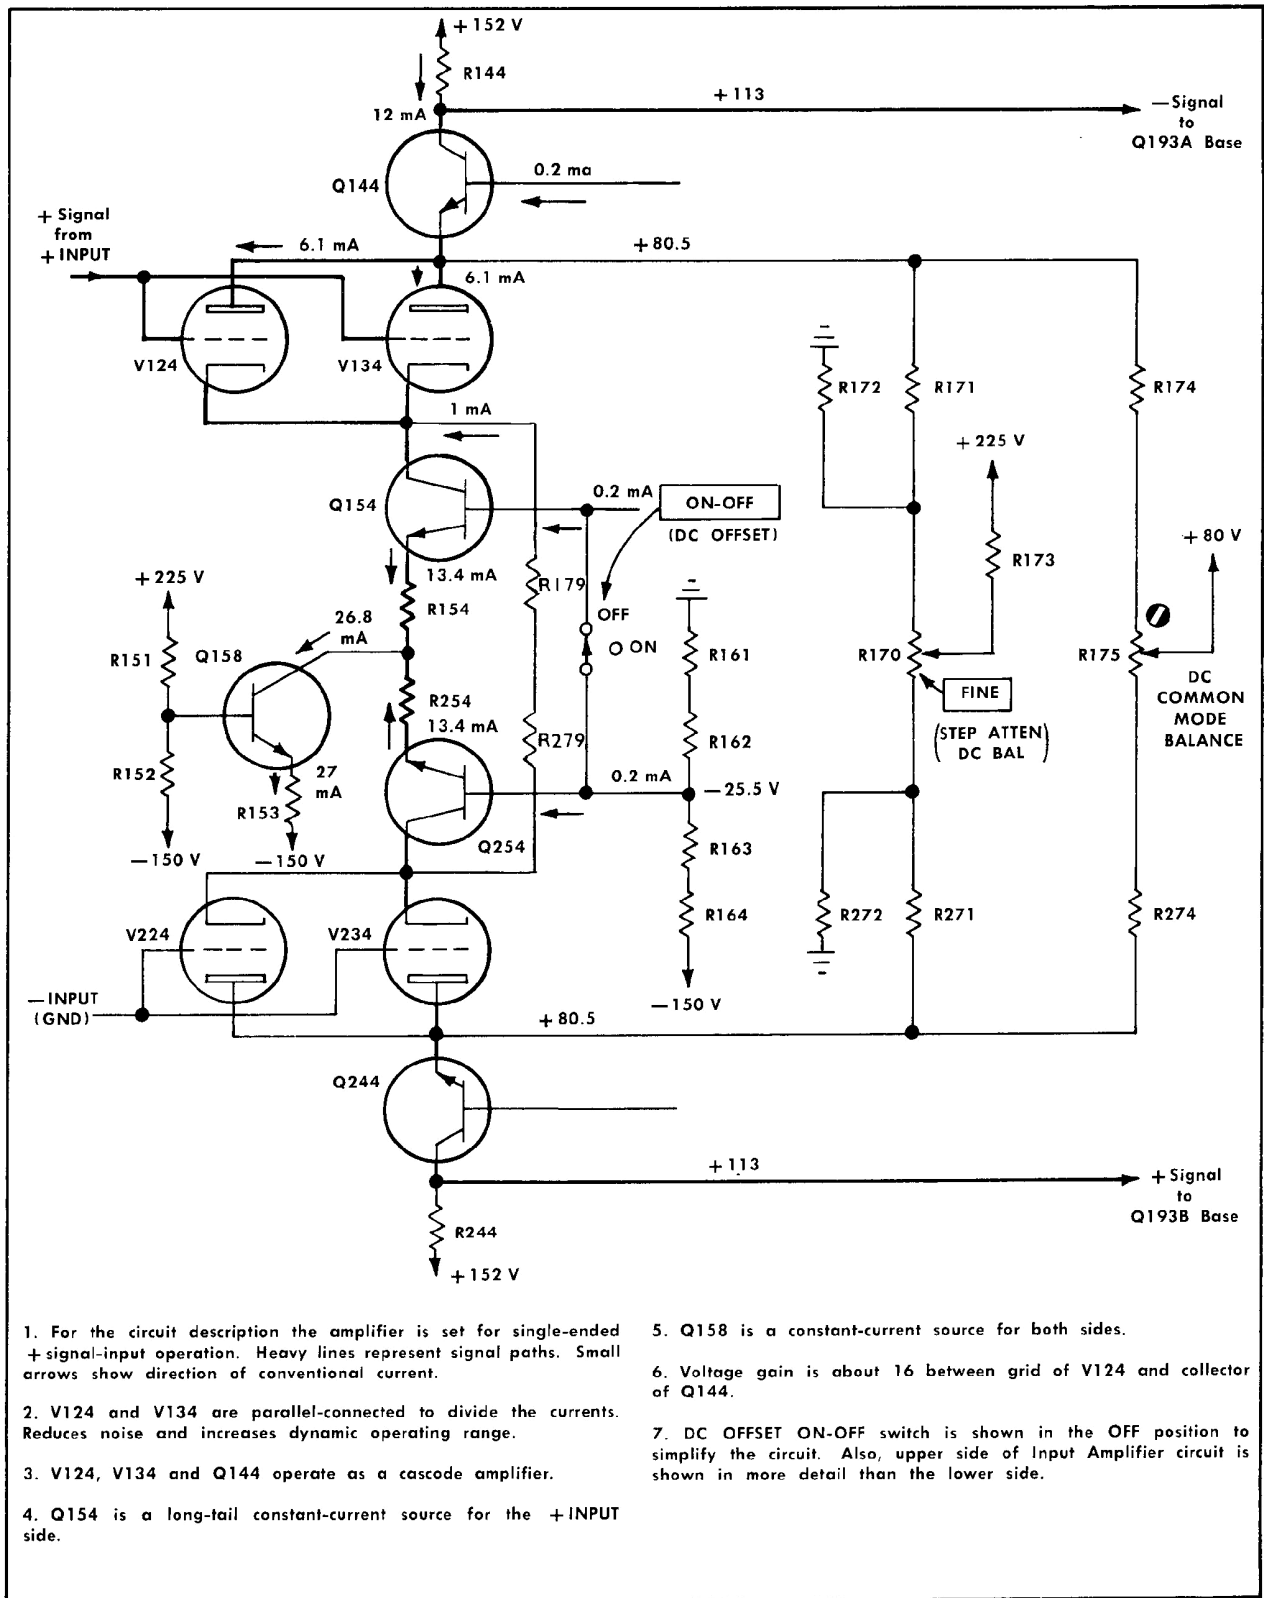 + 152 V
R144
+ 113
12 mA
— Signal
to
Q193A Base
0.2 ma
Q144
+ Signal
from
+ INPUT
6.1 mA
+ 80.5
6.1 mA
V124
V134
R172
R171
R174
1 mA
+ 225 V
Q154
0.2 mA
ON-OFF
(DC OFFSET)
R173
+ 80 V
13.4 mA
+ 225 V
R154
R179
OFF
O ON
26.8
mA
R151
Q158
R161
R170
R175
R254
FINE
DC
COMMON
MODE
BALANCE
13.4 mA
R279
R162
(STEP ATTEN
DC BAL)
R152
27
mA
0.2 mA
— 25.5 V
R153
Q254
R163
— 150 V
— 150 V
V224
V234
R164
R272
R271
R274
— INPUT
(GND)
— 150 V
+ 80.5
Q244
+ 113
+ Signal
to
Q193B Base
R244
+ 152 V
1. For the circuit description the amplifier is set for single-ended
+ signal-input operation. Heavy lines represent signal paths. Small
arrows show direction of conventional current.
2. V124 and V134 are parallel-connected to divide the currents.
Reduces noise and increases dynamic operating range.
3. V124, V134 and Q144 operate as a cascode amplifier.
4. Q154 is a long-tail constant-current source for the + INPUT
side.
5. Q158 is a constant-current source for both sides.
6. Voltage gain is about 16 between grid of V124 and collector
of Q144.
7. DC OFFSET ON-OFF switch is shown in the OFF position to
simplify the circuit. Also, upper side of Input Amplifier circuit is
shown in more detail than the lower side.